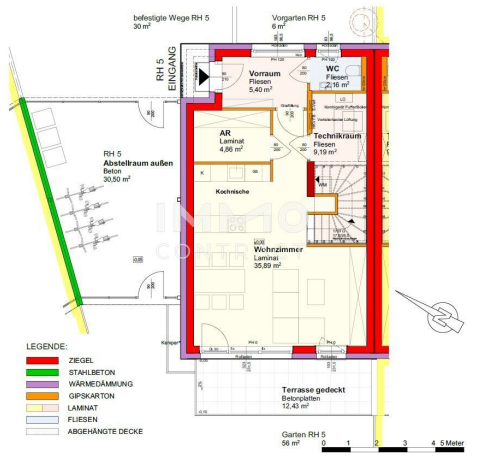 befestigte Wege RH 5
30 m²
Vorgarten RH 5
6 m²
RH 5
EINGANG
Vorraum
Fliesen
5,40 m²
WC
Fliesen
2,16 m²
AR
Laminat
4,86 m²
Technikraum
Fliesen
9,19 m²
RH 5
Abstellraum außen
Beton
30,50 m²
K
Kochnische
WM
IMMO
CONTRACT
Wohnzimmer
Laminat
35,89 m²
Terrasse gedeckt
Betonplatten
12,43 m²
Garten RH 5
56 m²
LEGENDE:
ZIEGEL
STAHLBETON
WÄRMEDÄMMUNG
GIPSKARTON
LAMINAT
FLIESEN
ABGEHÄNGTE DECKE
0 1 2 3 4 5 Meter